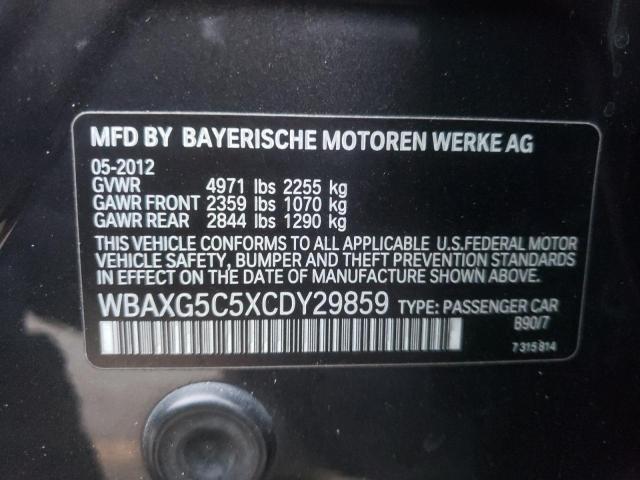 MFD BY BAYERISCHE MOTOREN WERKE AG
05-2012
GVWR 4971 lbs 2255 kg
GAWR FRONT 2359 lbs 1070 kg
GAWR REAR 2844 lbs 1290 kg
THIS VEHICLE CONFORMS TO ALL APPLICABLE U.S.FEDERAL MOTOR
VEHICLE SAFETY, BUMPER AND THEFT PREVENTION STANDARDS
IN EFFECT ON THE DATE OF MANUFACTURE SHOWN ABOVE.
WBAXG5C5XCDY29859 TYPE: PASSENGER CAR
B90/7
7 315 814